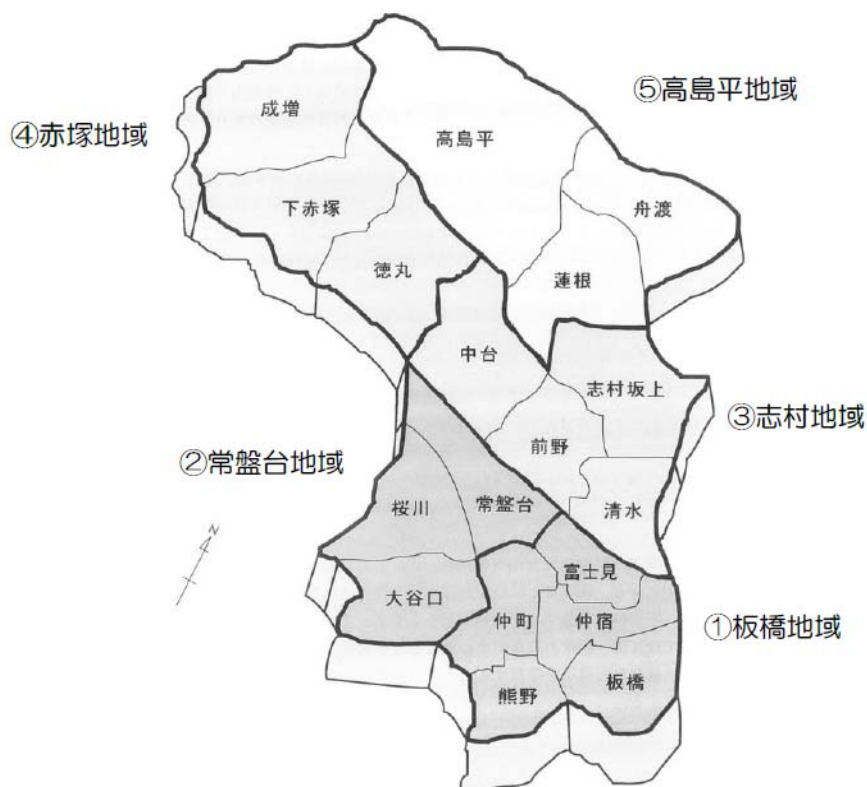 ⑤高島平地域
成増
④赤塚地域
高島平
下赤塚
舟渡
徳丸
蓮根
中台
志村坂上
③志村地域
前野
②常盤台地域
桜川
常盤台
清水
N
富士見
大谷口
仲町
仲宿
①板橋地域
板橋
熊野